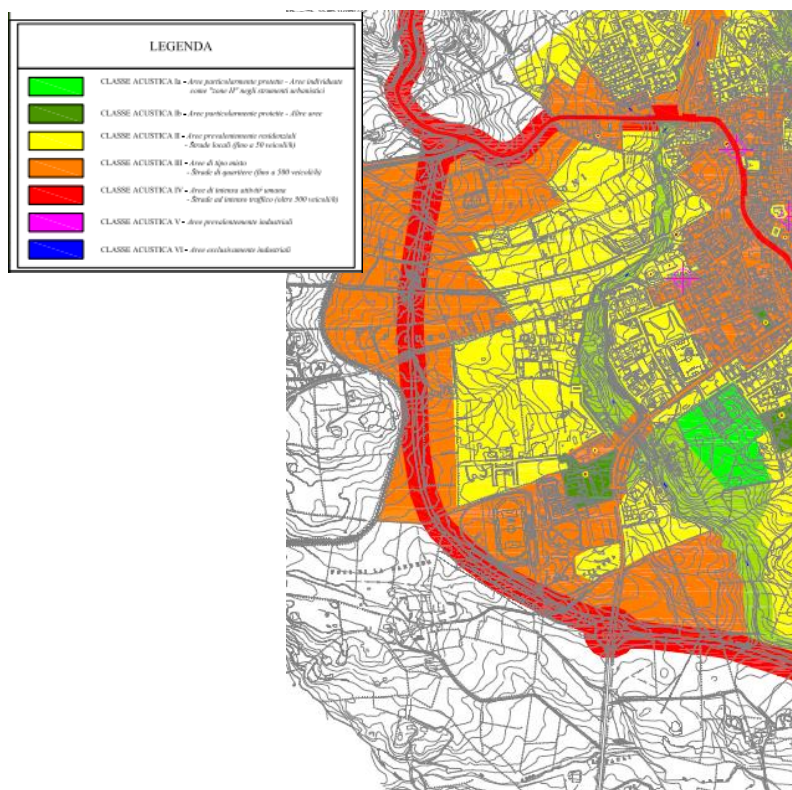 LEGENDA
CLASSE ACUSTICA Ia - Aree particolarmente protette - Aree individuate
come "zone H" negli strumenti urbanistici
CLASSE ACUSTICA Ib - Aree particolarmente protette - Altre aree
CLASSE ACUSTICA II - Aree prevalentemente residenziali
- Strade locali (fino a 50 veicoli/h)
CLASSE ACUSTICA III - Aree di tipo misto
- Strade di quartiere (fino a 500 veicoli/h)
CLASSE ACUSTICA IV - Aree di intensa attività umana
- Strade ad intenso traffico (oltre 500 veicoli/h)
CLASSE ACUSTICA V - Aree prevalentemente industriali
CLASSE ACUSTICA VI - Aree esclusivamente industriali